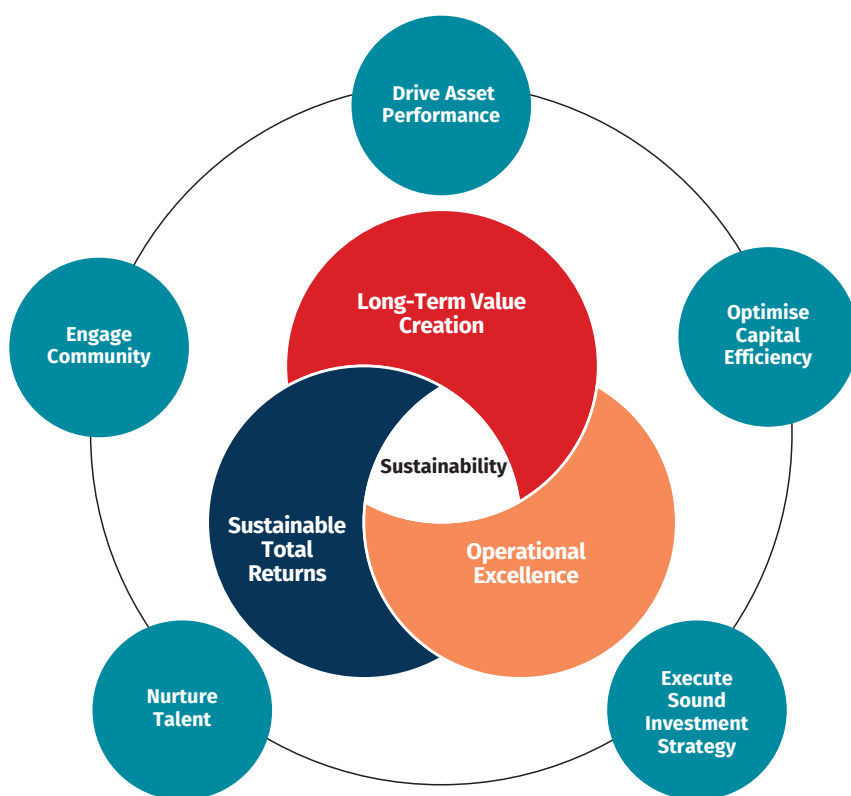 Drive Asset
Performance
Long-Term Value
Creation
Optimise
Capital
Efficiency
Engage
Community
Sustainability
Sustainable
Total
Returns
Operational
Excellence
Nurture
Talent
Execute
Sound
Investment
Strategy